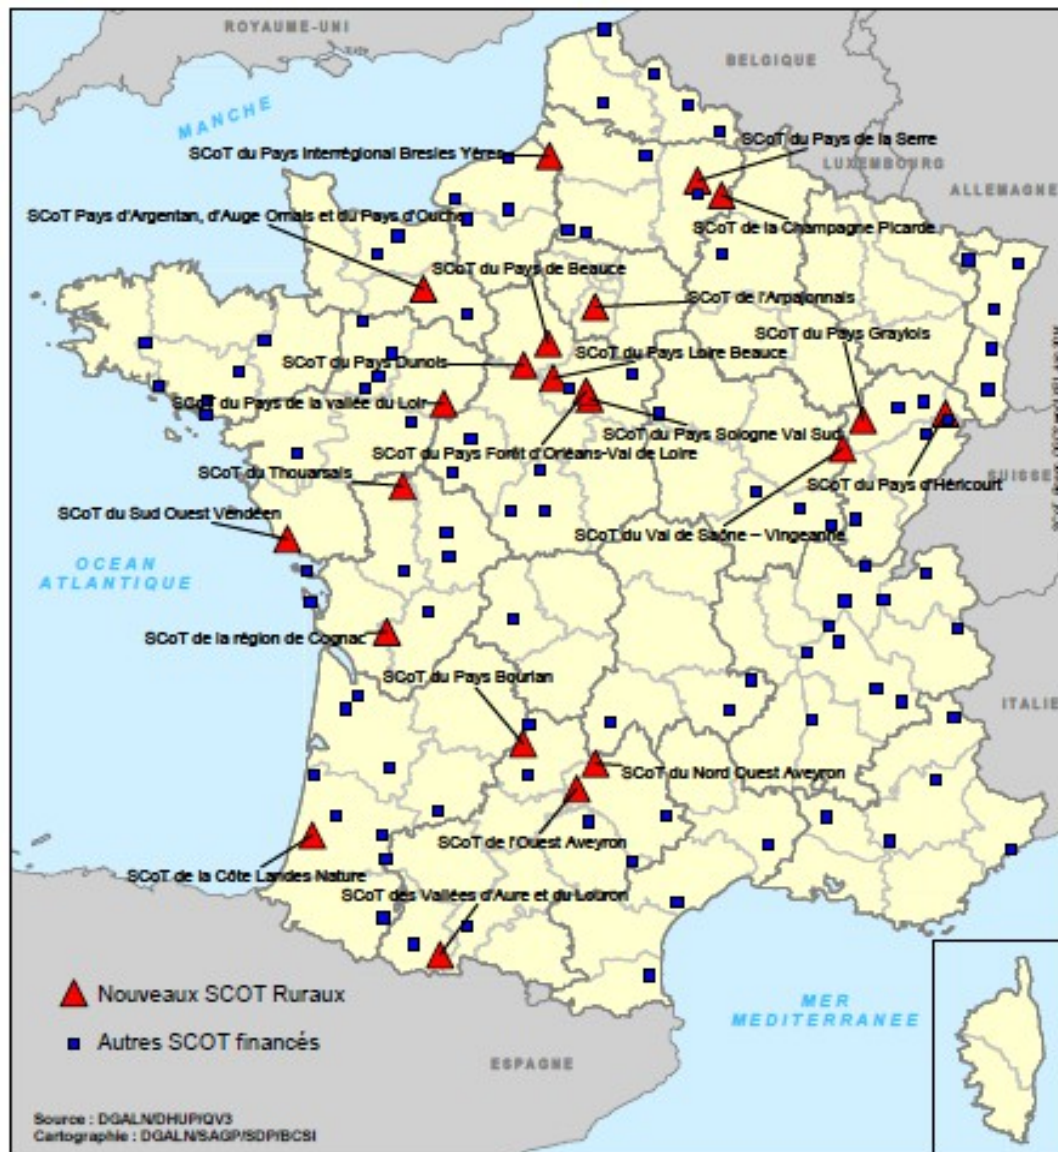 ROYAUME-UNI
BELGIQUE
MANCHE
SCoT du Pays de la Serre
SCoT du Pays Interrégional Bresles Yères
LUXEMBOURG
ALLEMAGNE
SCoT Pays d'Argentan, d'Auge Ornais et du Pays d'Ouche
SCoT de la Champagne Picarde
SCoT du Pays de Beauce
SCoT de l'Arpajonnais
SCoT du Pays Graylois
SCoT du Pays Dunois
SCoT du Pays Loire Beauce
SCoT du Pays de la vallée du Loir
SCoT du Pays Sologne Val Sud
SCoT du Pays Forêt d'Orléans-Val de Loire
SCoT du Thouarsais
SUISSE
SCoT du Pays d'Héricourt
SCoT du Sud Ouest Vendéen
SCoT du Val de Saône – Vingeanne
OCEAN
ATLANTIQUE
SCoT de la région de Cognac
SCoT du Pays Bourian
ITALIE
SCoT du Nord Ouest Aveyron
SCoT de l'Ouest Aveyron
SCoT de la Côte Landes Nature
SCoT des Vallées d'Aure et du Louron
Nouveaux SCOT Ruraux
MER
MEDITERRANEE
Autres SCOT financés
ESPAGNE
Source : DGALN/DHUP/QV3
Cartographie : DGALN/SAGP/SDP/BCSI